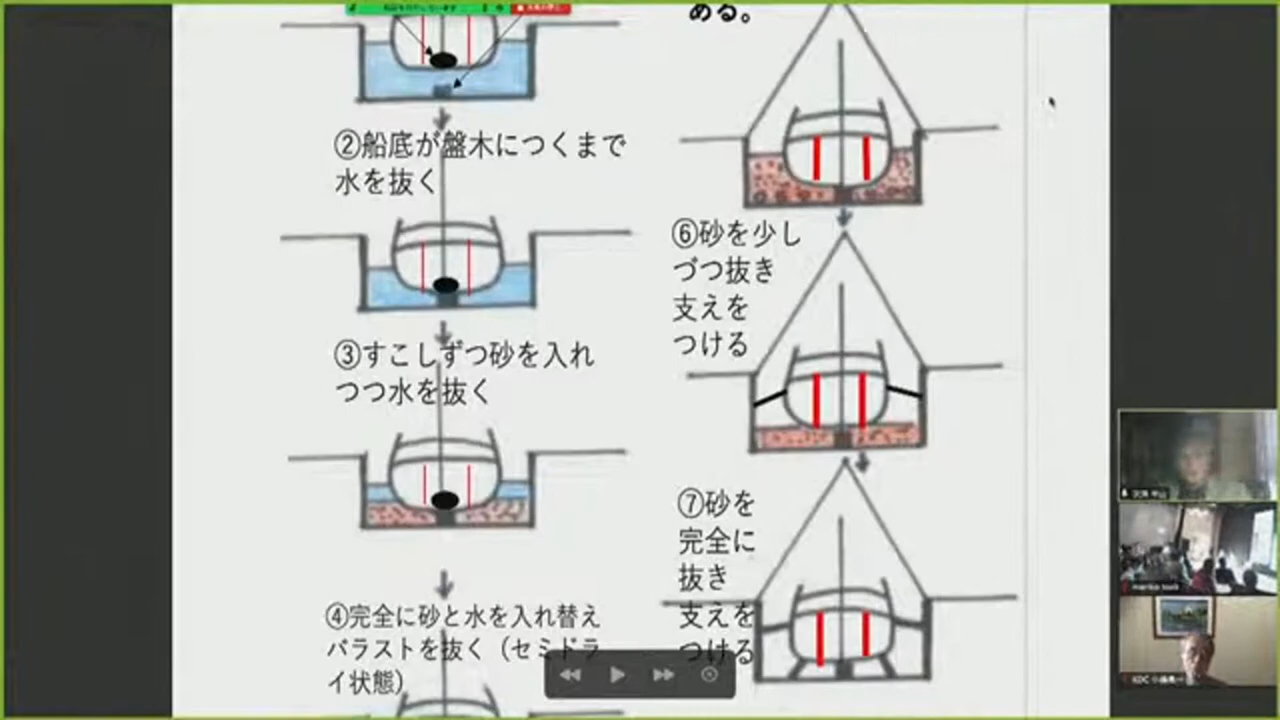 ②船底が盤木につくまで
水を抜く
③すこしずつ砂を入れ
つつ水を抜く
④完全に砂と水を入れ替え
バラストを抜く（セミドラ
イ状態）
ある。
⑥砂を少し
づつ抜き
支えを
つける
⑦砂を
完全に
抜き
支えを
つける